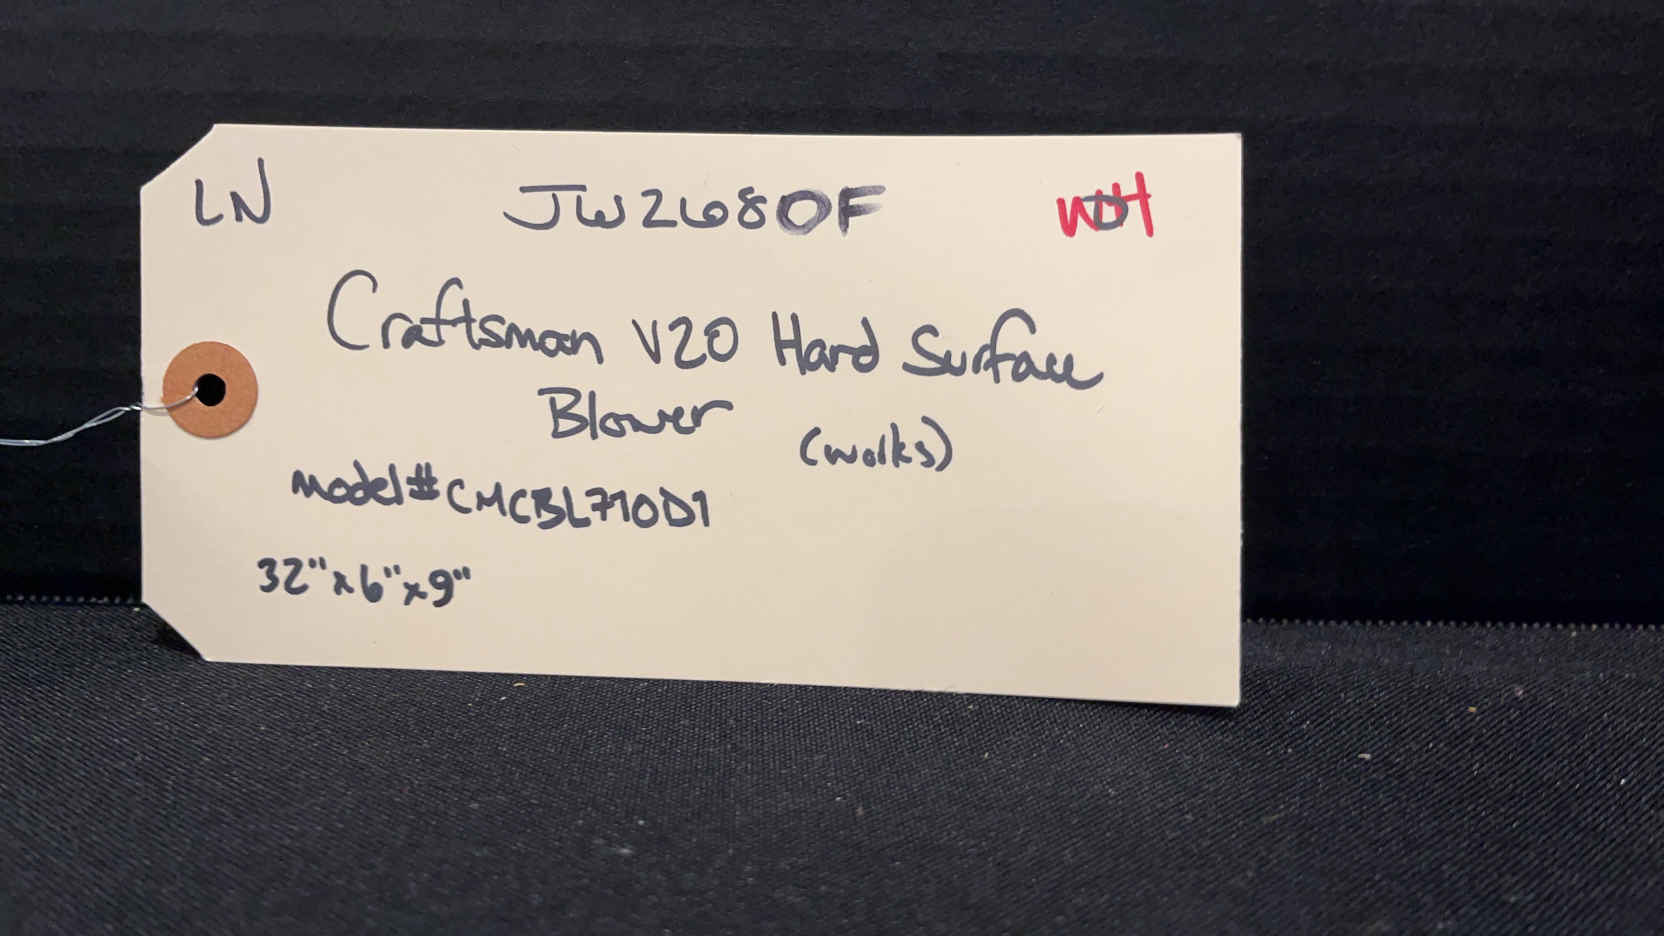 LN JW2680F WH
Craftsman V20 Hard Surface
Blower (works)
Model# CMCBL710D1
32"x6"x9"